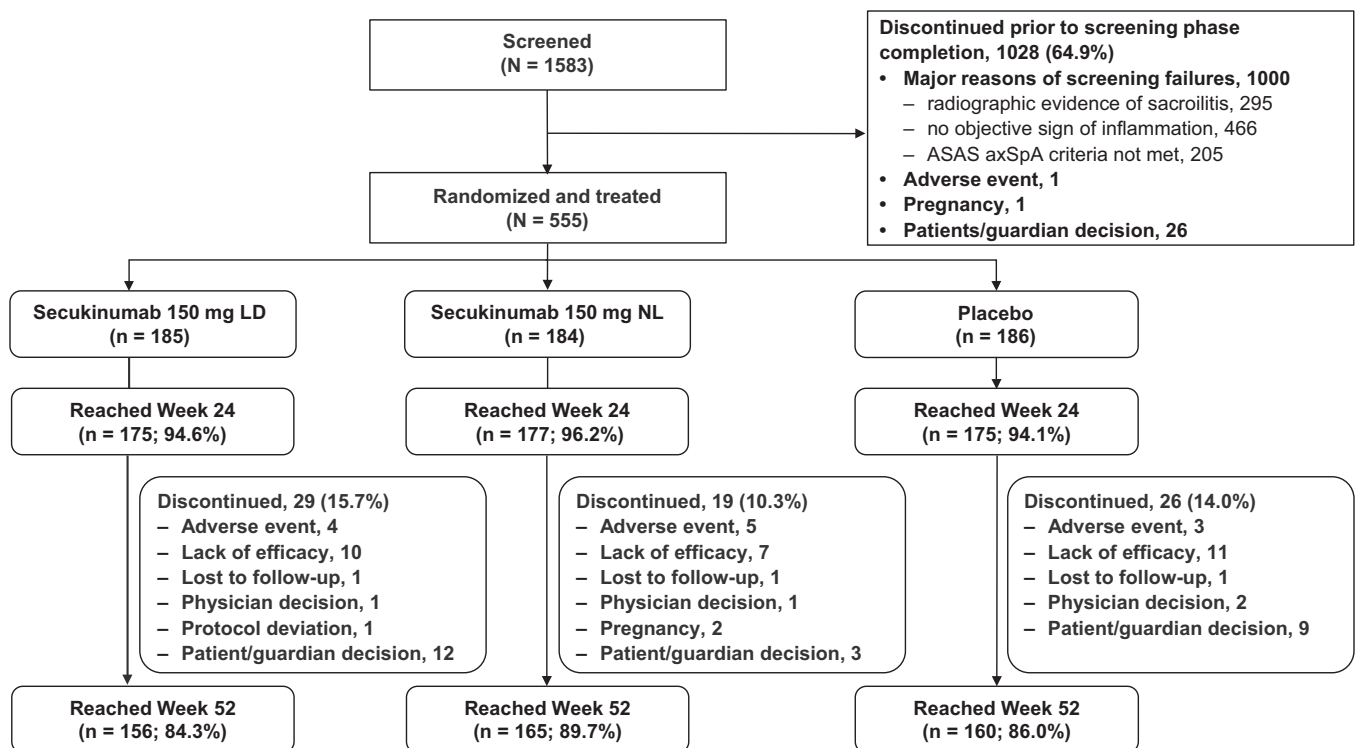 Screened
(N = 1583)
Discontinued prior to screening phase
completion, 1028 (64.9%)
• Major reasons of screening failures, 1000
– radiographic evidence of sacroilitis, 295
– no objective sign of inflammation, 466
– ASAS axSpA criteria not met, 205
• Adverse event, 1
• Pregnancy, 1
• Patients/guardian decision, 26
Randomized and treated
(N = 555)
Secukinumab 150 mg LD
(n = 185)
Secukinumab 150 mg NL
(n = 184)
Placebo
(n = 186)
Reached Week 24
(n = 175; 94.6%)
Reached Week 24
(n = 177; 96.2%)
Reached Week 24
(n = 175; 94.1%)
Discontinued, 29 (15.7%)
– Adverse event, 4
– Lack of efficacy, 10
– Lost to follow-up, 1
– Physician decision, 1
– Protocol deviation, 1
– Patient/guardian decision, 12
Discontinued, 19 (10.3%)
– Adverse event, 5
– Lack of efficacy, 7
– Lost to follow-up, 1
– Physician decision, 1
– Pregnancy, 2
– Patient/guardian decision, 3
Discontinued, 26 (14.0%)
– Adverse event, 3
– Lack of efficacy, 11
– Lost to follow-up, 1
– Physician decision, 2
– Patient/guardian decision, 9
Reached Week 52
(n = 156; 84.3%)
Reached Week 52
(n = 165; 89.7%)
Reached Week 52
(n = 160; 86.0%)